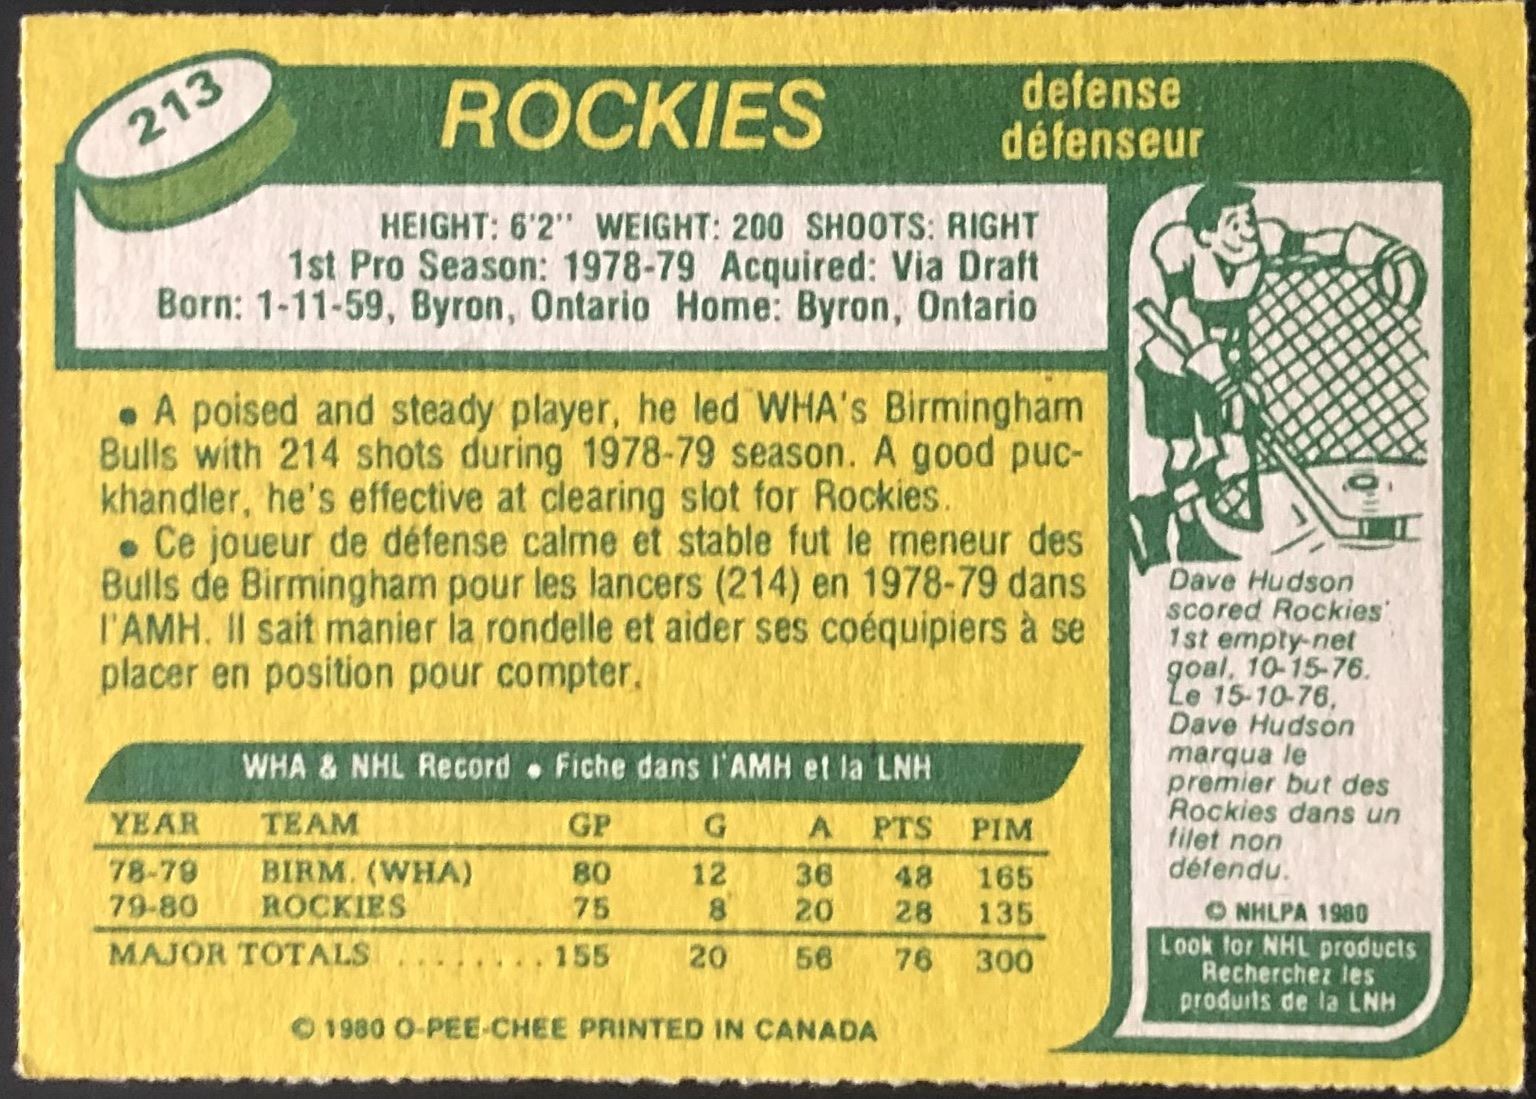 213
ROCKIES
defense
défenseur
HEIGHT: 6'2" WEIGHT: 200 SHOOTS: RIGHT
1st Pro Season: 1978-79 Acquired: Via Draft
Born: 1-11-59, Byron, Ontario Home: Byron, Ontario
• A poised and steady player, he led WHA's Birmingham
Bulls with 214 shots during 1978-79 season. A good puc-
khandler, he's effective at clearing slot for Rockies.
• Ce joueur de défense calme et stable fut le meneur des
Bulls de Birmingham pour les lancers (214) en 1978-79 dans
l'AMH. Il sait manier la rondelle et aider ses coéquipiers à se
placer en position pour compter.
WHA & NHL Record • Fiche dans l'AMH et la LNH
YEAR TEAM GP G A PTS PIM
78-79 BIRM. (WHA) 80 12 36 48 165
79-80 ROCKIES 75 8 20 28 135
MAJOR TOTALS ......... 155 20 56 76 300
© 1980 O-PEE-CHEE PRINTED IN CANADA
Dave Hudson
scored Rockies'
1st empty-net
goal, 10-15-76.
Le 15-10-76,
Dave Hudson
marqua le
premier but des
Rockies dans un
filet non
défendu.
© NHLPA 1980
Look for NHL products
Recherchez les
produits de la LNH